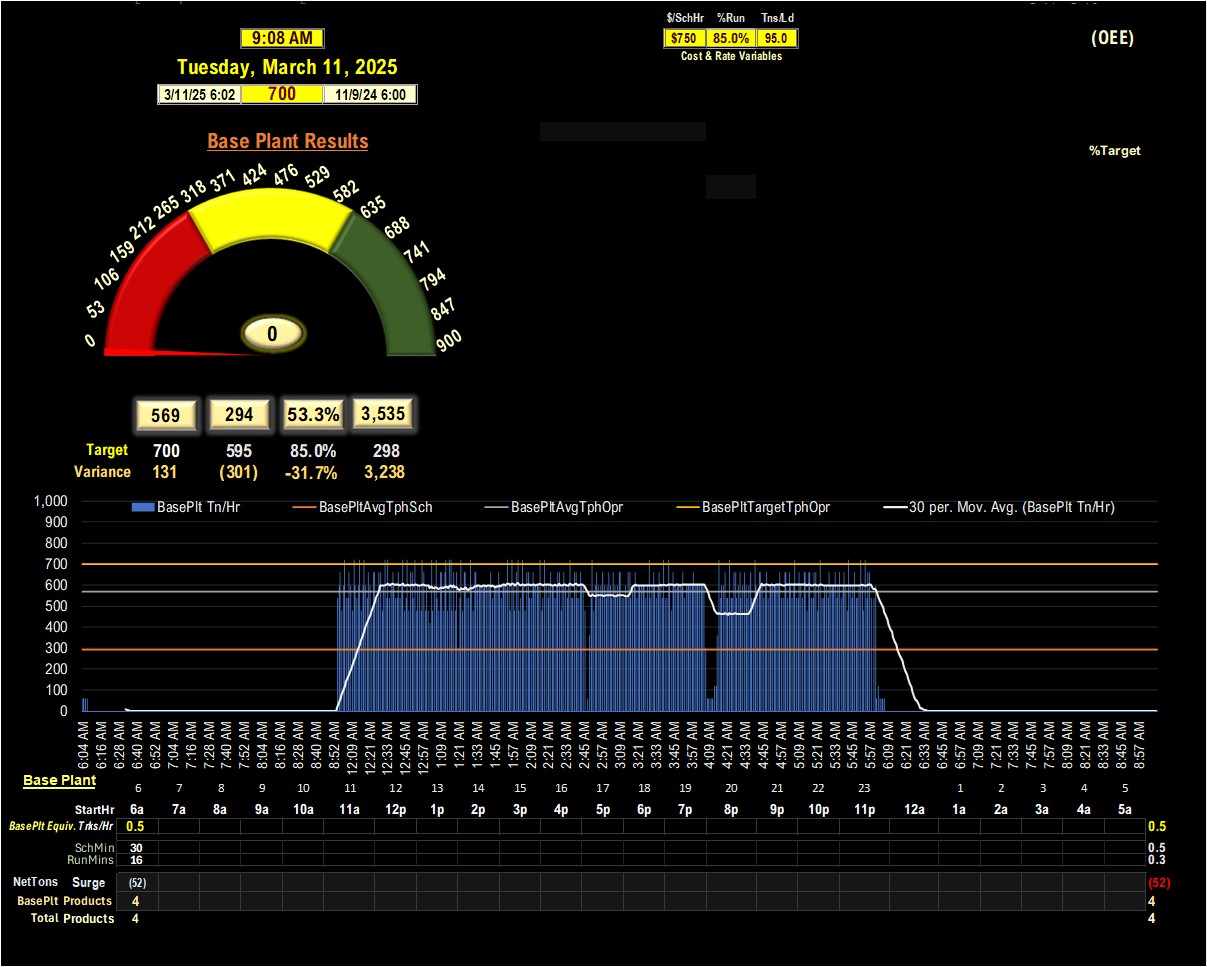 $/SchHr %Run Tns/Ld
9:08 AM $750 85.0% 95.0 (OEE)
Cost & Rate Variables
Tuesday, March 11, 2025
3/11/25 6:02 700 11/9/24 6:00
Base Plant Results
%Target
0 53 106 159 212 265 318 371 424 476 529 582 635 688 741 794 847 900
0
569 294 53.3% 3,535
Target 700 595 85.0% 298
Variance 131 (301) -31.7% 3,238
BasePlt Tn/Hr BasePltAvgTphSch BasePltAvgTphOpr BasePltTargetTphOpr 30 per. Mov. Avg. (BasePlt Tn/Hr)
1,000
900
800
700
600
500
400
300
200
100
0
6:04 AM 6:16 AM 6:28 AM 6:40 AM 6:52 AM 7:04 AM 7:16 AM 7:28 AM 7:40 AM 7:52 AM 8:04 AM 8:16 AM 8:28 AM 8:40 AM 8:52 AM 12:09 AM 12:21 AM 12:33 AM 12:45 AM 12:57 AM 1:09 AM 1:21 AM 1:33 AM 1:45 AM 1:57 AM 2:09 AM 2:21 AM 2:33 AM 2:45 AM 2:57 AM 3:09 AM 3:21 AM 3:33 AM 3:45 AM 3:57 AM 4:09 AM 4:21 AM 4:33 AM 4:45 AM 4:57 AM 5:09 AM 5:21 AM 5:33 AM 5:45 AM 5:57 AM 6:09 AM 6:21 AM 6:33 AM 6:45 AM 6:57 AM 7:09 AM 7:21 AM 7:33 AM 7:45 AM 7:57 AM 8:09 AM 8:21 AM 8:33 AM 8:45 AM 8:57 AM
Base Plant
6 7 8 9 10 11 12 13 14 15 16 17 18 19 20 21 22 23 1 2 3 4 5
StartHr 6a 7a 8a 9a 10a 11a 12p 1p 2p 3p 4p 5p 6p 7p 8p 9p 10p 11p 12a 1a 2a 3a 4a 5a
BasePlt Equiv. Trks/Hr 0.5 0.5
SchMin 30 0.5
RunMins 16 0.3
NetTons Surge (52) (52)
BasePlt Products 4 4
Total Products 4 4